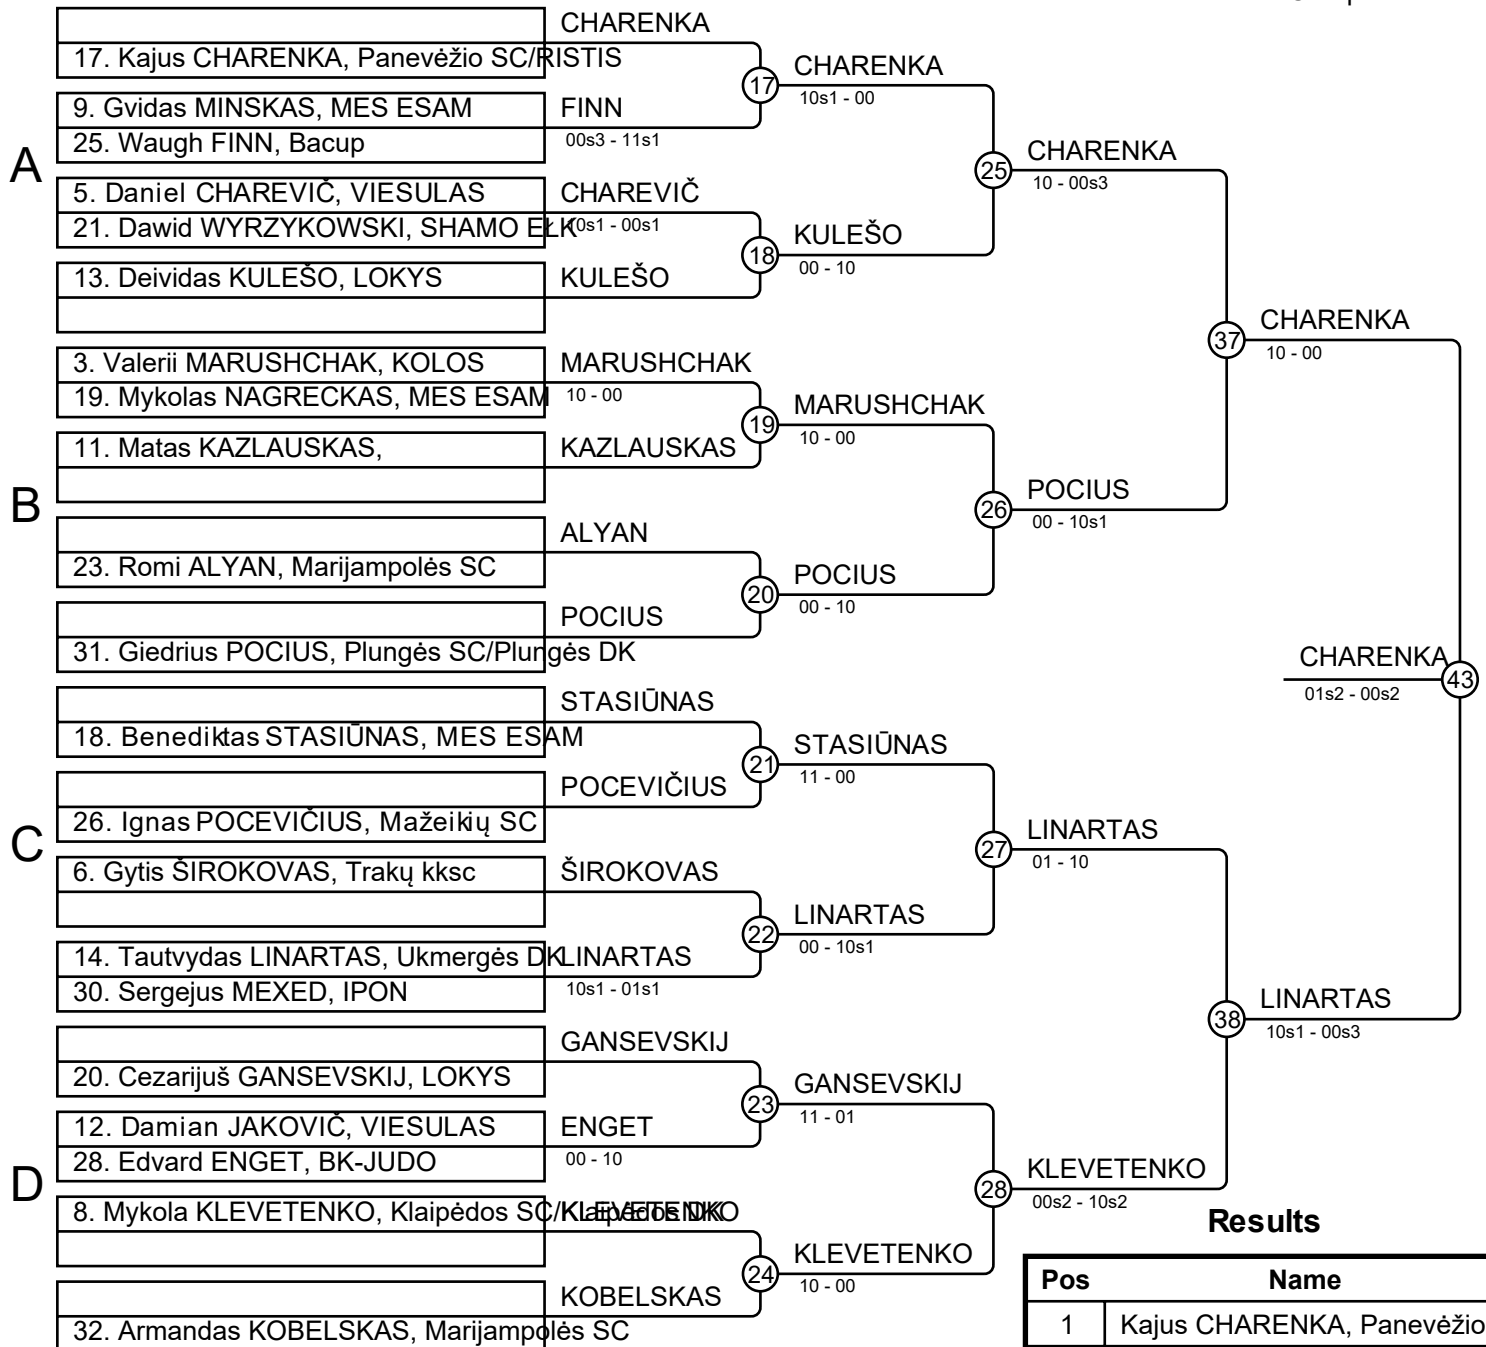 CHARENKA
17. Kajus CHARENKA, Panevėžio SC/RISTIS
17
CHARENKA
10s1 - 00
9. Gvidas MINSKAS, MES ESAM
FINN
25. Waugh FINN, Bacup
00s3 - 11s1
A
25
CHARENKA
10 - 00s3
5. Daniel CHAREVIČ, VIESULAS
CHAREVIČ
21. Dawid WYRZYKOWSKI, SHAMO EŁK
10s1 - 00s1
18
KULEŠO
00 - 10
13. Deividas KULEŠO, LOKYS
KULEŠO
37
CHARENKA
10 - 00
3. Valerii MARUSHCHAK, KOLOS
MARUSHCHAK
19. Mykolas NAGRECKAS, MES ESAM
10 - 00
19
MARUSHCHAK
10 - 00
11. Matas KAZLAUSKAS,
KAZLAUSKAS
B
26
POCIUS
00 - 10s1
ALYAN
23. Romi ALYAN, Marijampolės SC
20
POCIUS
00 - 10
POCIUS
31. Giedrius POCIUS, Plungės SC/Plungės DK
CHARENKA
43
01s2 - 00s2
STASIŪNAS
18. Benediktas STASIŪNAS, MES ESAM
21
STASIŪNAS
11 - 00
POCEVIČIUS
26. Ignas POCEVIČIUS, Mažeikių SC
C
27
LINARTAS
01 - 10
6. Gytis ŠIROKOVAS, Trakų kksc
ŠIROKOVAS
22
LINARTAS
00 - 10s1
14. Tautvydas LINARTAS, Ukmergės DK
LINARTAS
30. Sergejus MEXED, IPON
10s1 - 01s1
38
LINARTAS
10s1 - 00s3
GANSEVSKIJ
20. Cezarijuš GANSEVSKIJ, LOKYS
23
GANSEVSKIJ
11 - 01
12. Damian JAKOVIČ, VIESULAS
ENGET
28. Edvard ENGET, BK-JUDO
00 - 10
D
28
KLEVETENKO
00s2 - 10s2
8. Mykola KLEVETENKO, Klaipėdos SC/Klaipėdos DK
KLEVETENKO
24
KLEVETENKO
10 - 00
KOBELSKAS
32. Armandas KOBELSKAS, Marijampolės SC
Results
Pos Name
1 Kajus CHARENKA, Panevėžio